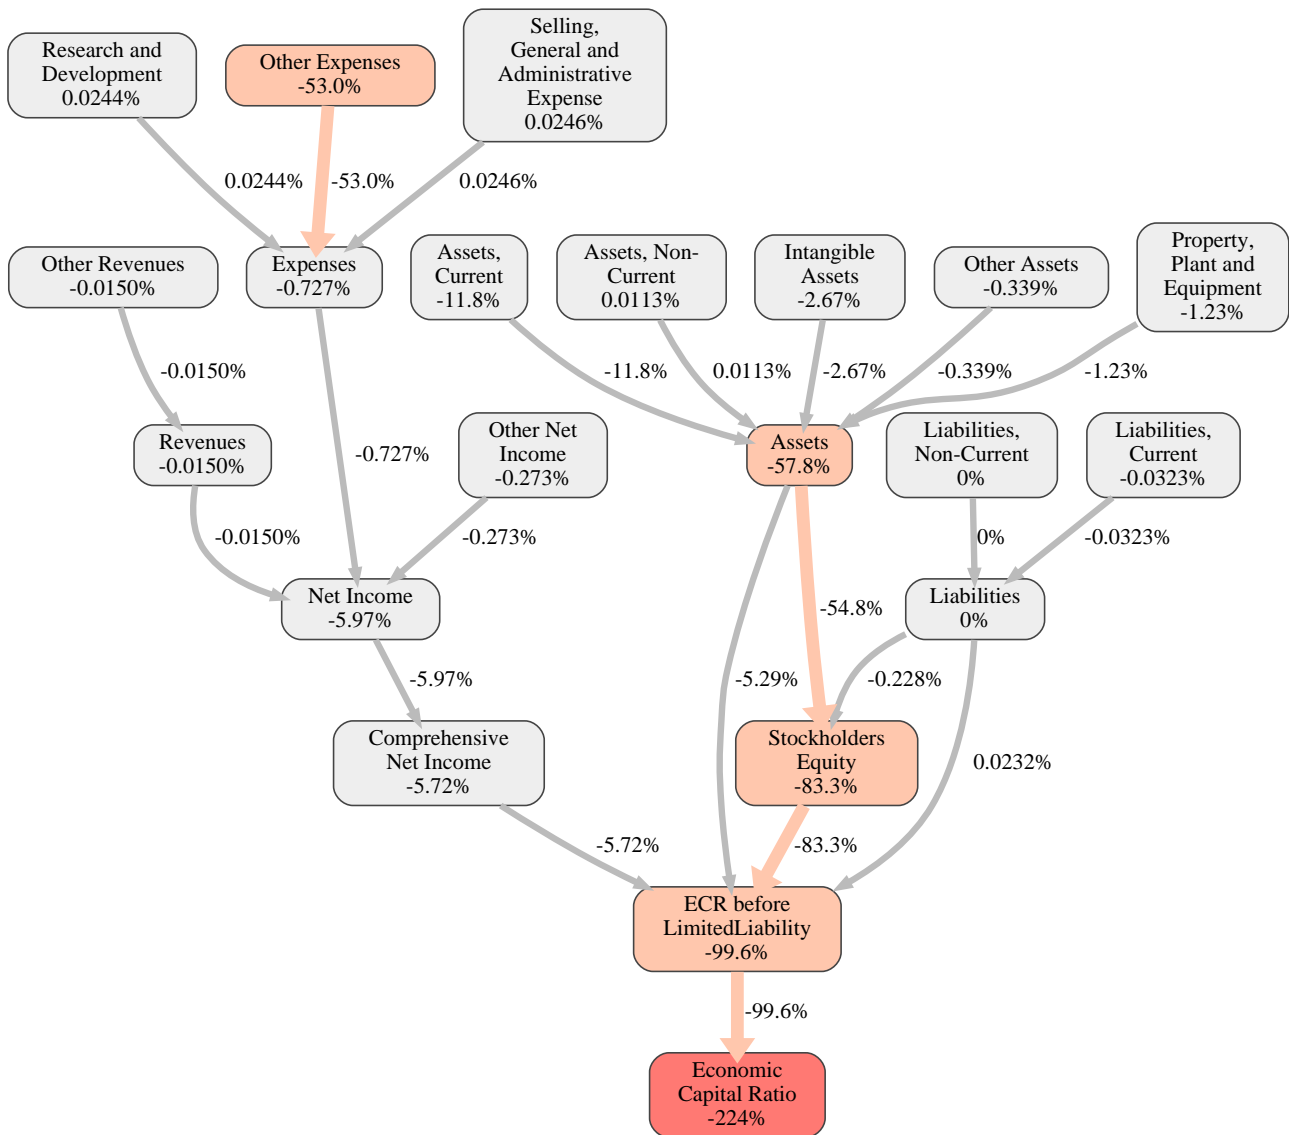 Research and
Development
0.0244%
Other Expenses
-53.0%
Selling,
General and
Administrative
Expense
0.0246%
0.0244%
-53.0%
0.0246%
Other Revenues
-0.0150%
Expenses
-0.727%
Assets,
Current
-11.8%
Assets, Non-
Current
0.0113%
Intangible
Assets
-2.67%
Other Assets
-0.339%
Property,
Plant and
Equipment
-1.23%
-0.0150%
-11.8%
0.0113%
-2.67%
-0.339%
-1.23%
Revenues
-0.0150%
-0.727%
Other Net
Income
-0.273%
Assets
-57.8%
Liabilities,
Non-Current
0%
Liabilities,
Current
-0.0323%
-0.0150%
-0.273%
0%
-0.0323%
Net Income
-5.97%
-54.8%
Liabilities
0%
-5.97%
-5.29%
-0.228%
Comprehensive
Net Income
-5.72%
Stockholders
Equity
-83.3%
0.0232%
-5.72%
-83.3%
ECR before
LimitedLiability
-99.6%
-99.6%
Economic
Capital Ratio
-224%